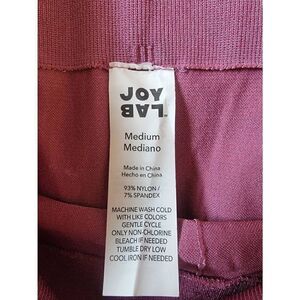 JOY
LAB™
Medium
Mediano
Made in China
Hecho en China
93% NYLON/
7% SPANDEX
MACHINE WASH COLD
WITH LIKE COLORS
GENTLE CYCLE
ONLY NON-CHLORINE
BLEACH IF NEEDED
TUMBLE DRY LOW
COOL IRON IF NEEDED